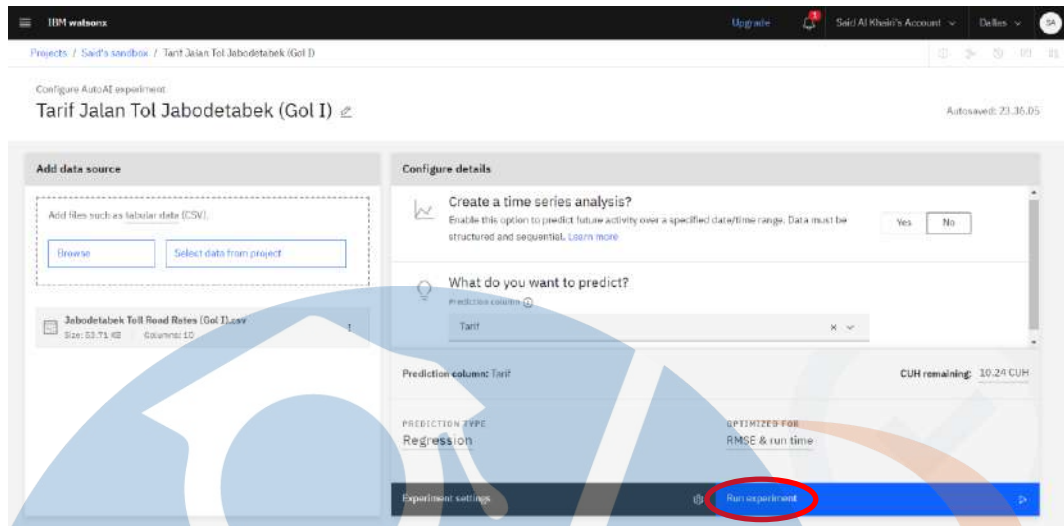 IBM watsonx
Upgrade
Said Al Khairi's Account
Dallas
SA
Projects / Said's sandbox / Tarif Jalan Tol Jabodetabek (Gol I)
Configure AutoAI experiment
Tarif Jalan Tol Jabodetabek (Gol I)
Autosaved: 23.36.05
Add data source
Add files such as tabular data (CSV).
Browse
Select data from project
Jabodetabek Toll Road Rates (Gol I).csv
Size: 53.71 KB
Columns: 10
Configure details
Create a time series analysis?
Enable this option to predict future activity over a specified date/time range. Data must be
structured and sequential. Learn more
Yes
No
What do you want to predict?
Prediction column
Tarif
Prediction column: Tarif
CUH remaining: 10.24 CUH
PREDICTION TYPE
Regression
OPTIMIZED FOR
RMSE & run time
Experiment settings
Run experiment